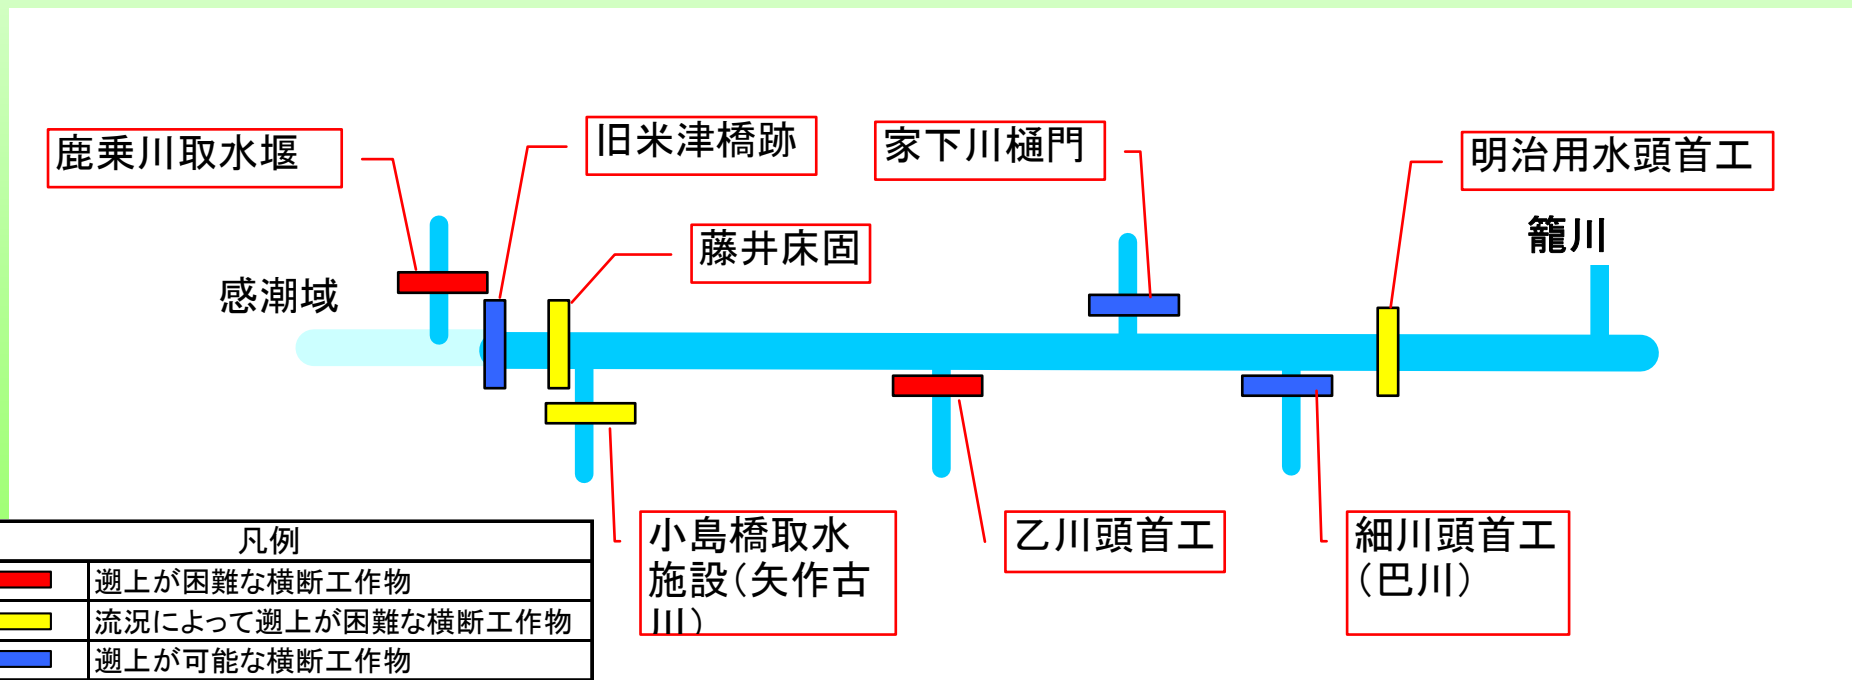 鹿乗川取水堰
旧米津橋跡
家下川樋門
明治用水頭首工
籠川
藤井床固
感潮域
小島橋取水
施設(矢作古
川)
乙川頭首工
細川頭首工
(巴川)
凡例
遡上が困難な横断工作物
流況によって遡上が困難な横断工作物
遡上が可能な横断工作物